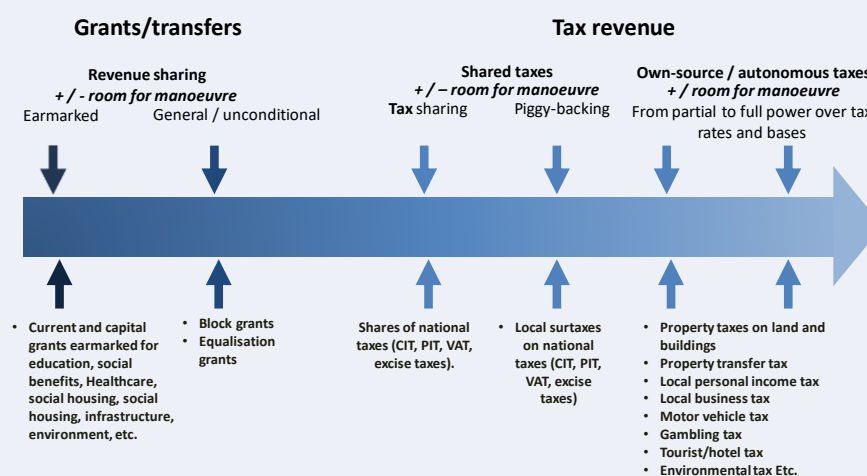 Grants/transfers
Tax revenue
Revenue sharing
+ / - room for manoeuvre
Earmarked
General / unconditional
Shared taxes
+ / – room for manoeuvre
Tax sharing
Piggy-backing
Own-source / autonomous taxes
+ / room for manoeuvre
From partial to full power over tax
rates and bases
• Current and capital
grants earmarked for
education, social
benefits, Healthcare,
social housing, social
housing, infrastructure,
environment, etc.
• Block grants
• Equalisation
grants
Shares of national
taxes (CIT, PIT, VAT,
excise taxes).
• Local surtaxes
on national
taxes (CIT, PIT,
VAT, excise
taxes)
• Property taxes on land and
buildings
• Property transfer tax
• Local personal income tax
• Local business tax
• Motor vehicle tax
• Gambling tax
• Tourist/hotel tax
• Environmental tax Etc.